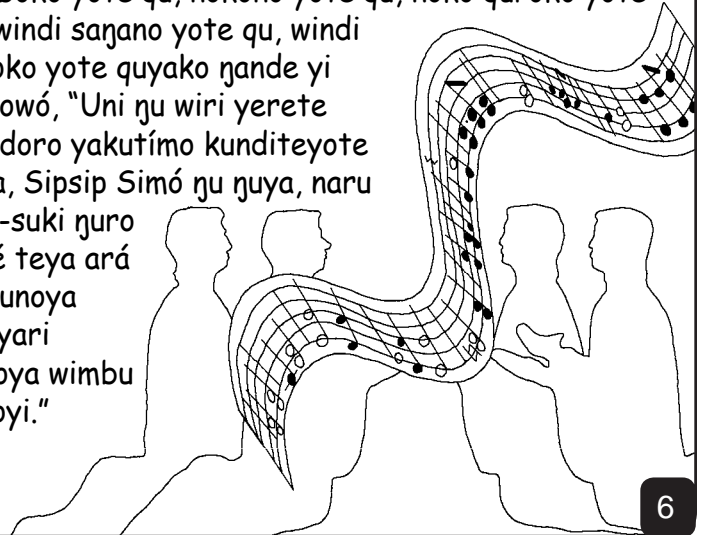 windi saŋano yote qu, windi
oko yote quyako ŋande yi
owó, “Uni ŋu wiri yerete
doro yakutímo kunditeyote
a, Sipsip Simó ŋu ŋuya, naru
-suki ŋuro
é teya ará
unoya
yari
oya wimbu
oyi.”
6